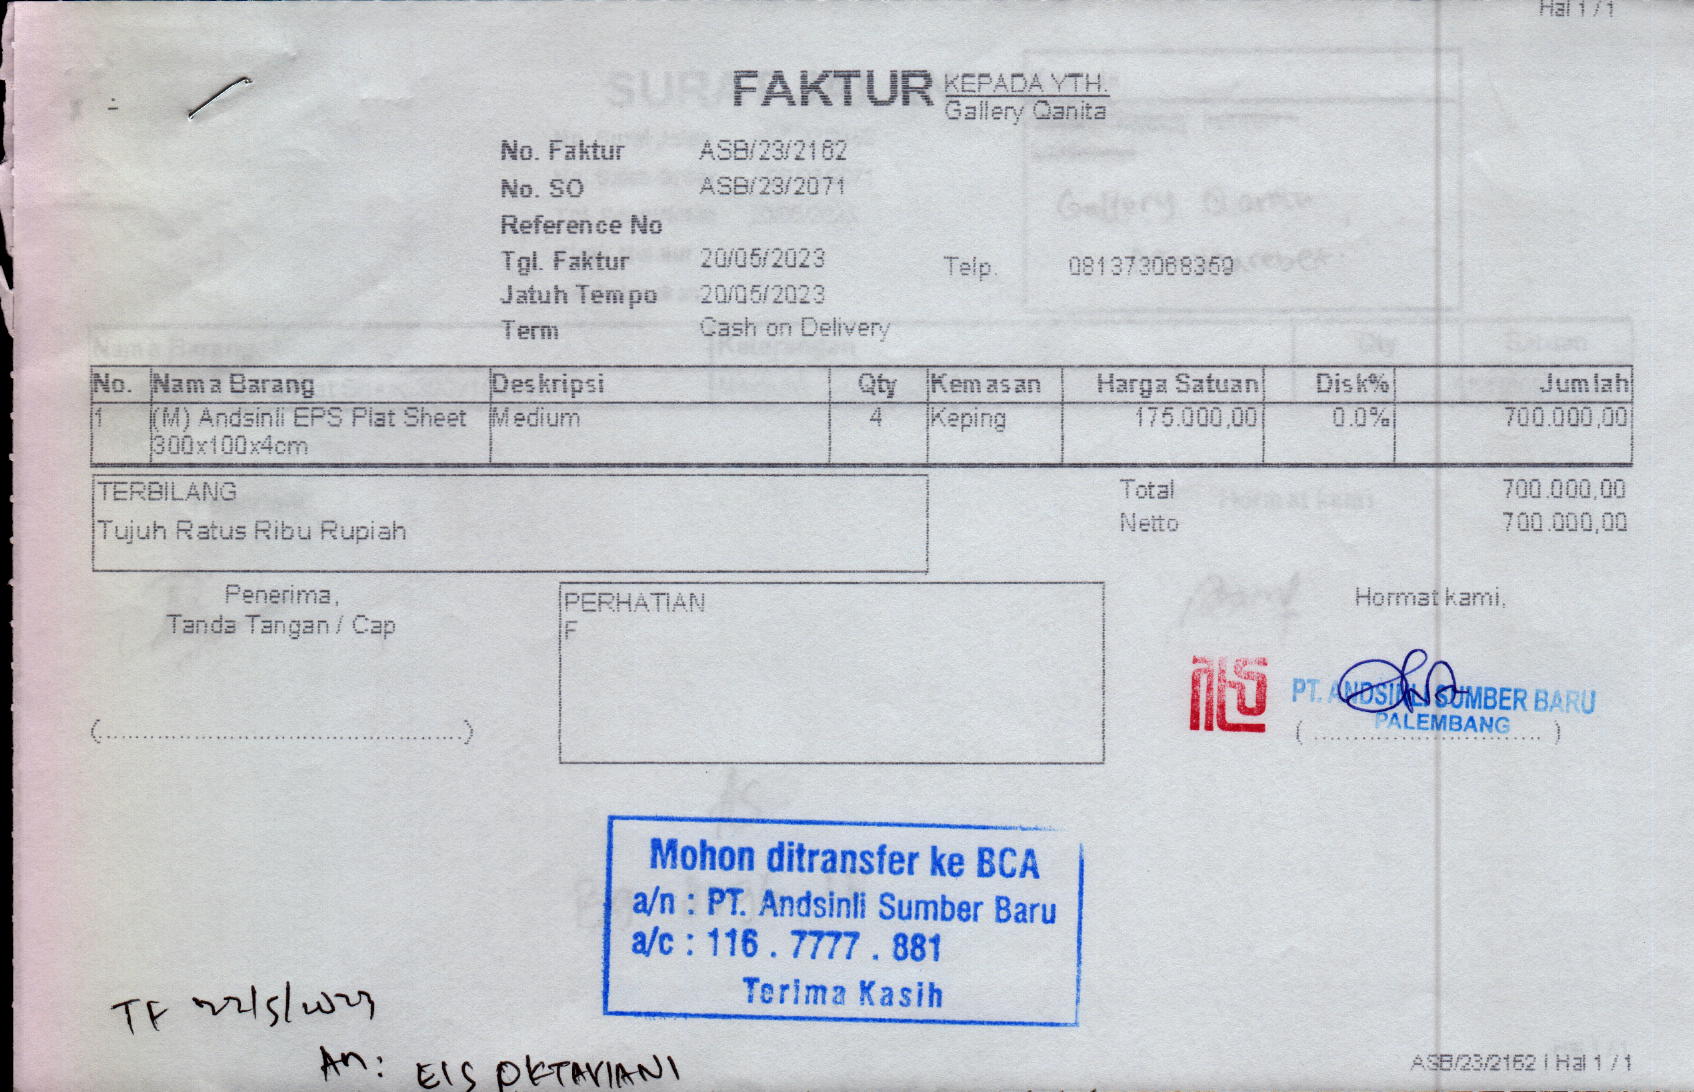 Hal 1 / 1
FAKTUR
KEPADA YTH.
Gallery Qanita
No. Faktur ASB/23/2162
No. SO ASB/23/2071
Reference No
Tgl. Faktur 20/05/2023
Telp. 081373068359
Jatuh Tempo 20/05/2023
Term Cash on Delivery
No. Nama Barang Deskripsi Qty Kemasan Harga Satuan Disk% Jumlah
1 (M) Andsinli EPS Plat Sheet Medium 4 Keping 175.000,00 0.0% 700.000,00
300x100x4cm
TERBILANG
Tujuh Ratus Ribu Rupiah
Total 700.000,00
Netto 700.000,00
Penerima,
Tanda Tangan / Cap
(............................................)
PERHATIAN
F
Hormat kami,
PT. ANDSINLI SUMBER BARU
PALEMBANG
( ............................ )
Mohon ditransfer ke BCA
a/n : PT. Andsinli Sumber Baru
a/c : 116 . 7777 . 881
Terima Kasih
TF 22/5/2023
An: EIS OKTAVIANI
ASB/23/2162 | Hal 1 / 1